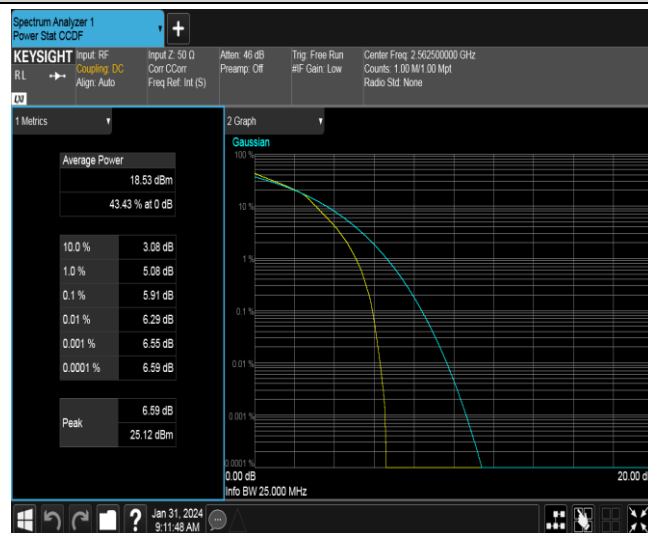 Spectrum Analyzer 1
Power Stat CCDF
+
KEYSIGHT
RL
LXI
Input: RF
Coupling: DC
Align: Auto
Input Z: 50 Ω
Corr CCorr
Freq Ref: Int (S)
Atten: 46 dB
Preamp: Off
Trig: Free Run
#IF Gain: Low
Center Freq: 2.562500000 GHz
Counts: 1.00 M/1.00 Mpt
Radio Std: None
1 Metrics
Average Power
18.53 dBm
43.43 % at 0 dB
10.0 % 3.08 dB
1.0 % 5.08 dB
0.1 % 5.91 dB
0.01 % 6.29 dB
0.001 % 6.55 dB
0.0001 % 6.59 dB
Peak
6.59 dB
25.12 dBm
2 Graph
Gaussian
100 %
10 %
1 %
0.1 %
0.01 %
0.001 %
0.0001 %
0.00 dB
20.00 d
Info BW 25.000 MHz
?
Jan 31, 2024
9:11:48 AM